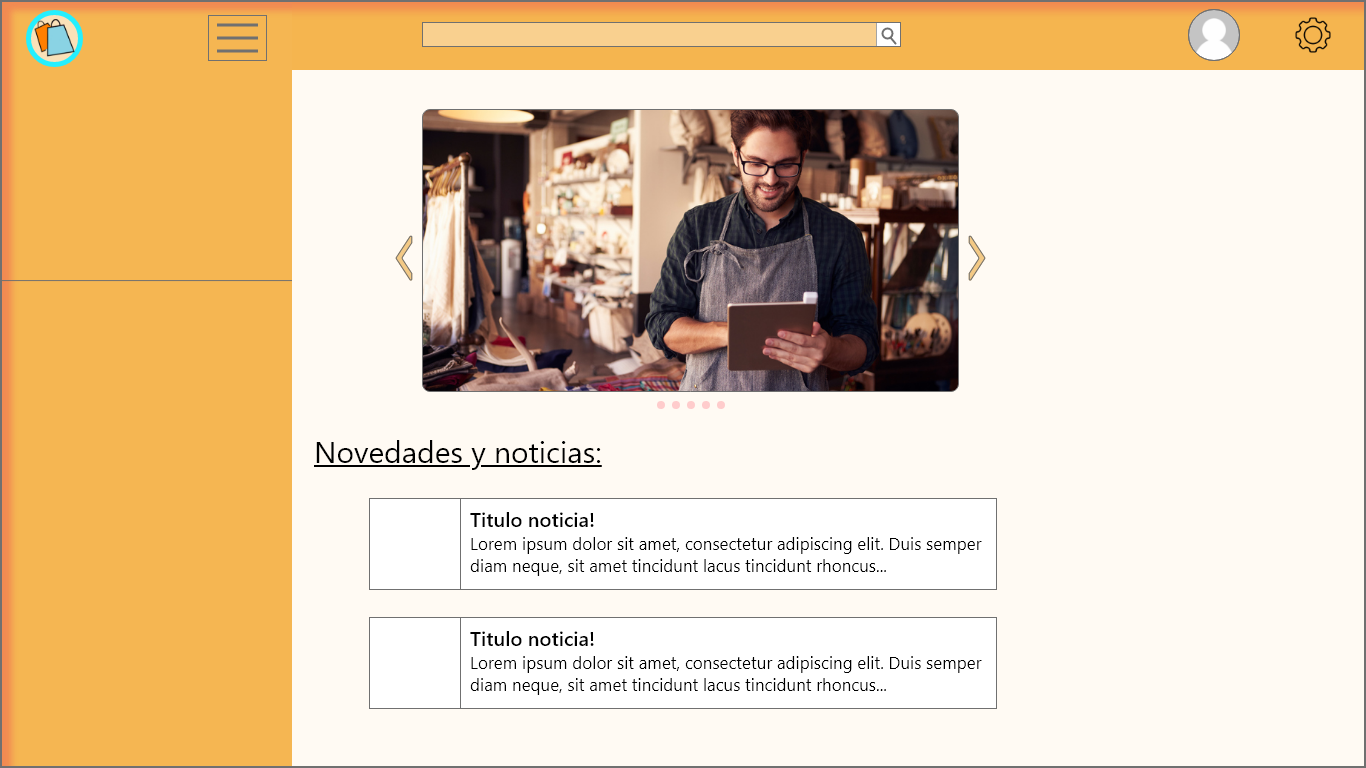 Novedades y noticias:
Titulo noticia!
Lorem ipsum dolor sit amet, consectetur adipiscing elit. Duis semper
diam neque, sit amet tincidunt lacus tincidunt rhoncus...
Titulo noticia!
Lorem ipsum dolor sit amet, consectetur adipiscing elit. Duis semper
diam neque, sit amet tincidunt lacus tincidunt rhoncus...